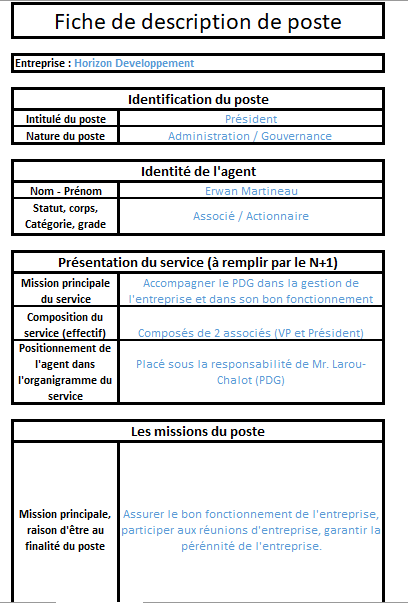 Fiche de description de poste
Entreprise : Horizon Developpement
Identification du poste
Intitulé du poste
Président
Nature du poste
Administration / Gouvernance
Identité de l'agent
Nom - Prénom
Erwan Martineau
Statut, corps,
Catégorie, grade
Associé / Actionnaire
Présentation du service (à remplir par le N+1)
Mission principale
du service
Accompagner le PDG dans la gestion de
l'entreprise et dans son bon fonctionnement
Composition du
service (effectif)
Composés de 2 associés (VP et Président)
Positionnement de
l'agent dans
l'organigramme du
service
Placé sous la responsabilité de Mr. Larou-
Chalot (PDG)
Les missions du poste
Mission principale,
raison d'être au
finalité du poste
Assurer le bon fonctionnement de l'entreprise,
participer aux réunions d'entreprise, garantir la
pérénnité de l'entreprise.